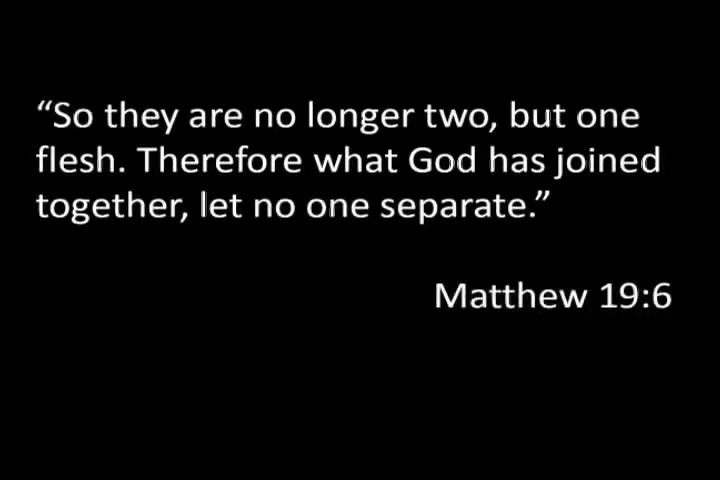 “So they are no longer two, but one
flesh. Therefore what God has joined
together, let no one separate.”
Matthew 19:6